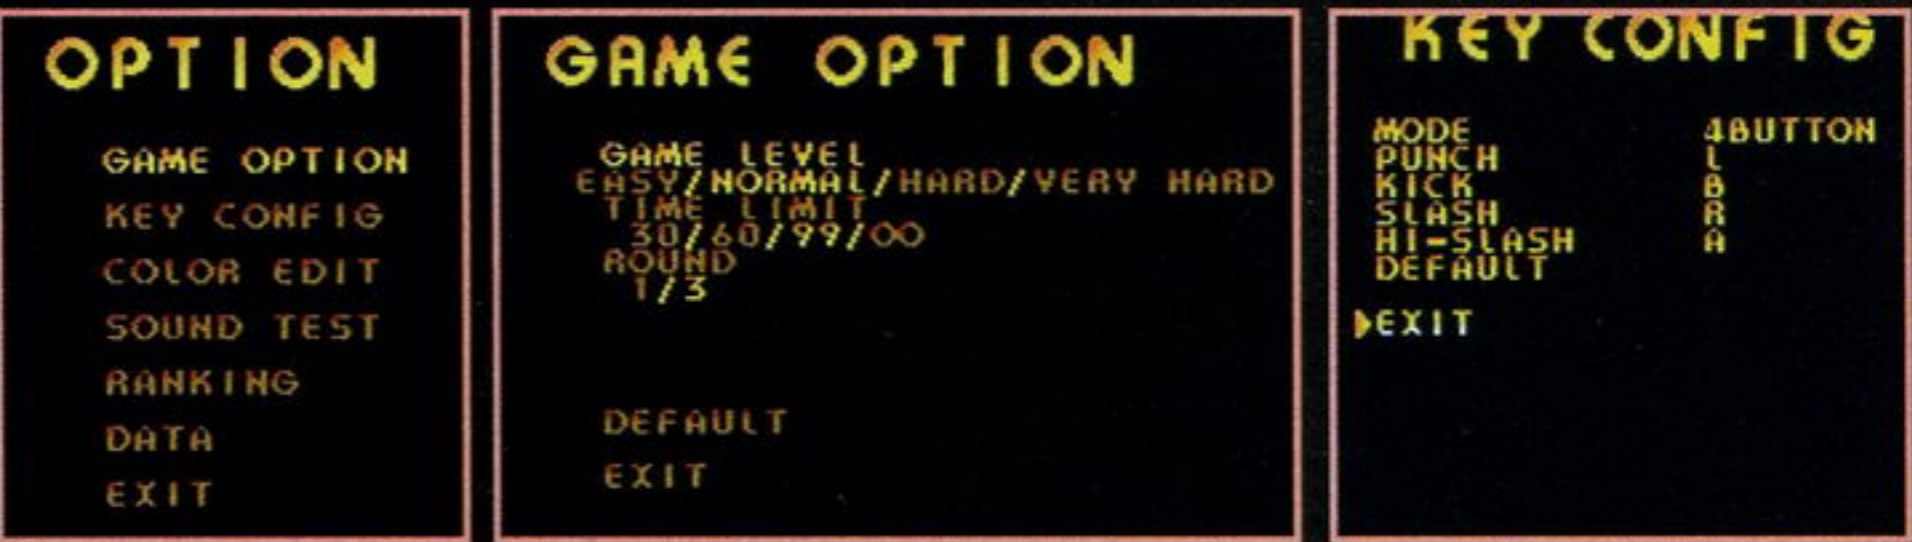 OPTION
GAME OPTION
KEY CONFIG
COLOR EDIT
SOUND TEST
RANKING
DATA
EXIT
GAME OPTION
GAME LEVEL
EASY/NORMAL/HARD/VERY HARD
TIME LIMIT
30/60/99/∞
ROUND
1/3
DEFAULT
EXIT
KEY CONFIG
MODE 4BUTTON
PUNCH L
KICK B
SLASH R
HI-SLASH A
DEFAULT
EXIT